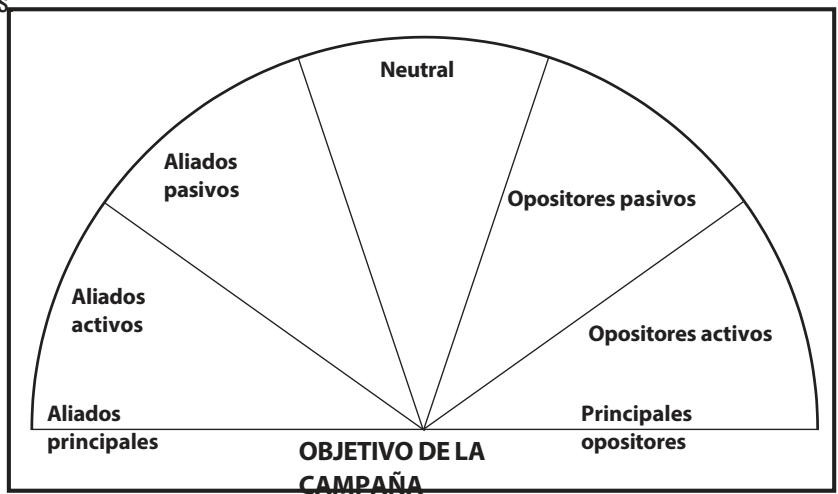 Neutral
Aliados
pasivos
Opositores pasivos
Aliados
activos
Opositores activos
Aliados
principales
Principales
opositores
OBJETIVO DE LA
CAMPAÑA